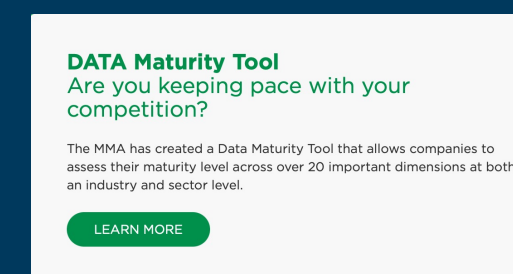 DATA Maturity Tool
Are you keeping pace with your
competition?
The MMA has created a Data Maturity Tool that allows companies to
assess their maturity level across over 20 important dimensions at both
an industry and sector level.
LEARN MORE